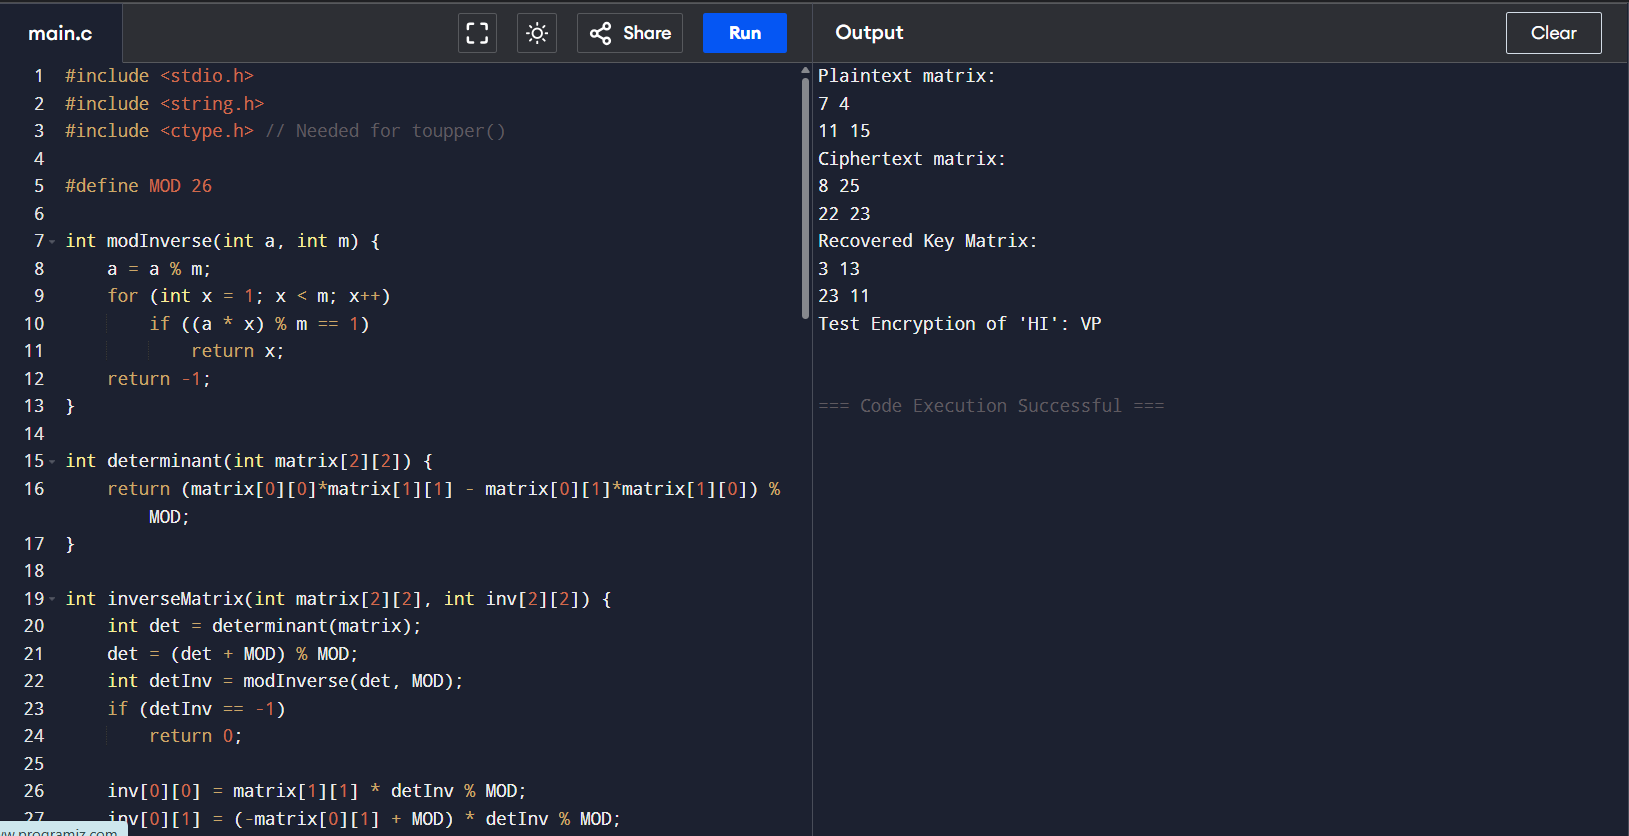 main.c
Share
Run
Output
Clear
1 #include <stdio.h>
2 #include <string.h>
3 #include <ctype.h> // Needed for toupper()
4
5 #define MOD 26
6
7 int modInverse(int a, int m) {
8 a = a % m;
9 for (int x = 1; x < m; x++)
10 if ((a * x) % m == 1)
11 return x;
12 return -1;
13 }
14
15 int determinant(int matrix[2][2]) {
16 return (matrix[0][0]*matrix[1][1] - matrix[0][1]*matrix[1][0]) %
MOD;
17 }
18
19 int inverseMatrix(int matrix[2][2], int inv[2][2]) {
20 int det = determinant(matrix);
21 det = (det + MOD) % MOD;
22 int detInv = modInverse(det, MOD);
23 if (detInv == -1)
24 return 0;
25
26 inv[0][0] = matrix[1][1] * detInv % MOD;
27 inv[0][1] = (-matrix[0][1] + MOD) * detInv % MOD;
Plaintext matrix:
7 4
11 15
Ciphertext matrix:
8 25
22 23
Recovered Key Matrix:
3 13
23 11
Test Encryption of 'HI': VP
=== Code Execution Successful ===
w.programiz.com